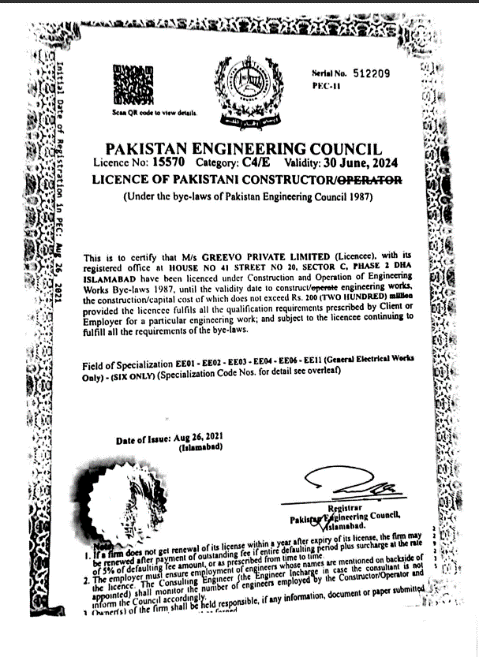 Serial No. 512209
PEC-11
Scan QR code to view details
Initial Date of Registration in PEC: Aug 26, 2021
PAKISTAN ENGINEERING COUNCIL
Licence No: 15570 Category: C4/E Validity: 30 June, 2024
LICENCE OF PAKISTANI CONSTRUCTOR/OPERATOR
(Under the bye-laws of Pakistan Engineering Council 1987)
This is to certify that M/s GREEVO PRIVATE LIMITED (Licencee), with its
registered office at HOUSE NO 41 STREET NO 20, SECTOR C, PHASE 2 DHA
ISLAMABAD have been licenced under Construction and Operation of Engineering
Works Bye-laws 1987, until the validity date to construct/operate engineering works,
the construction/capital cost of which does not exceed Rs. 200 (TWO HUNDRED) million
provided the licencee fulfils all the qualification requirements prescribed by Client or
Employer for a particular engineering work; and subject to the licencee continuing to
fulfill all the requirements of the bye-laws.
Field of Specialization EE01 - EE02 - EE03 - EE04 - EE06 - EE11 (General Electrical Works
Only) - (SIX ONLY) (Specialization Code Nos. for detail see overleaf)
Date of Issue: Aug 26, 2021
(Islamabad)
Registrar
Pakistan Engineering Council,
Islamabad.
Note:
1. If a firm does not get renewal of its license within a year after expiry of its license, the firm may
be renewed after payment of outstanding fee if entire defaulting period plus surcharge at the rate
of 5% of defaulting fee amount, or as prescribed from time to time.
2. The employer must ensure employment of engineers whose names are mentioned on backside of
the licence. The Consulting Engineer (the Engineer Incharge in case the consultant is not
appointed) shall monitor the number of engineers employed by the Constructor/Operator and
inform the Council accordingly.
3. Owner(s) of the firm shall be held responsible, if any information, document or paper submitted